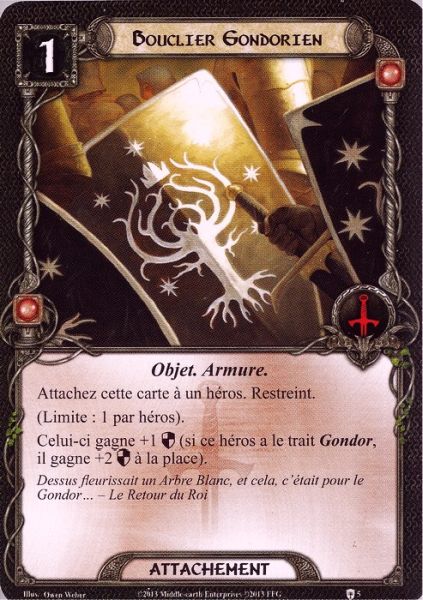 1
BOUCLIER GONDORIEN
Objet. Armure.
Attachez cette carte à un héros. Restreint.
(Limite : 1 par héros).
Celui-ci gagne +1 (si ce héros a le trait Gondor,
il gagne +2 à la place).
Dessus fleurissait un Arbre Blanc, et cela, c'était pour le
Gondor… – Le Retour du Roi
ATTACHEMENT
Illus. Owen Weber ©2013 Middle-earth Enterprises ©2013 FFG 5